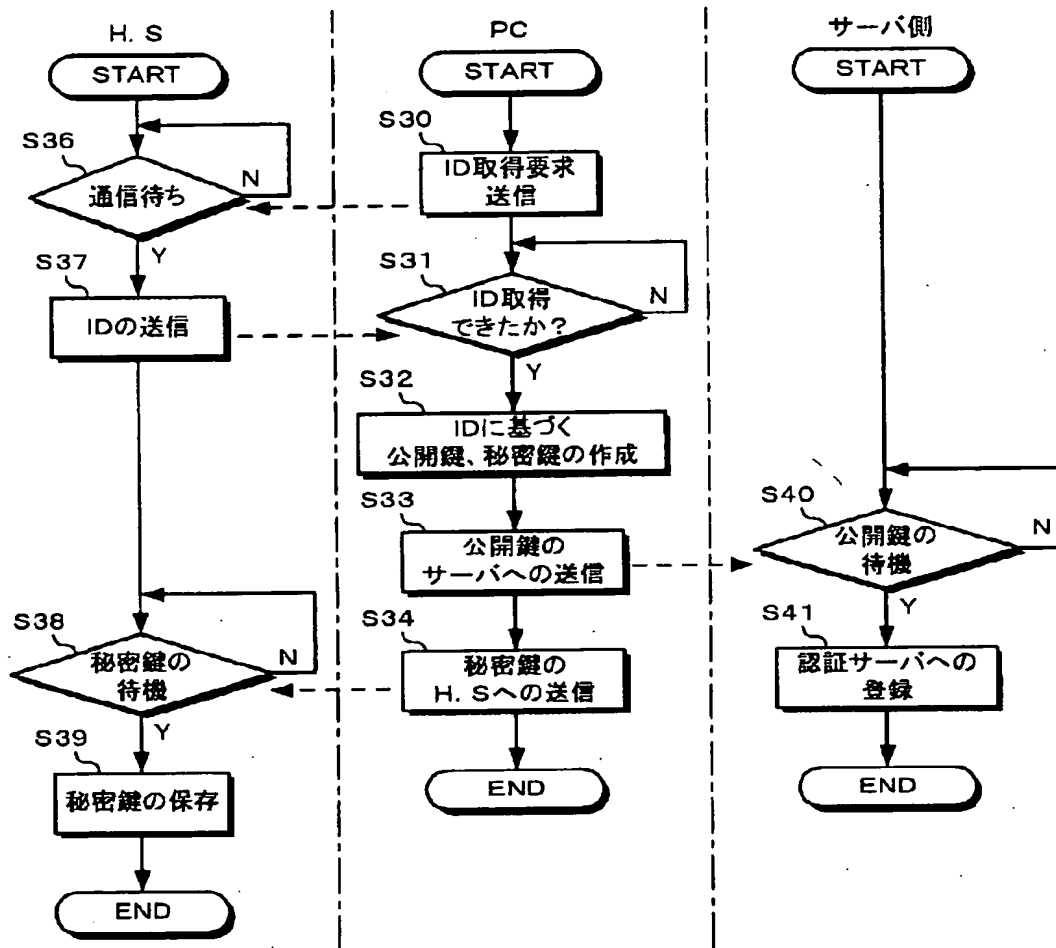 H. S
START
S36
通信待ち
N
Y
S37
IDの送信
S38
秘密鍵の
待機
N
Y
S39
秘密鍵の保存
END
PC
START
S30
ID取得要求
送信
S31
ID取得
できたか？
N
Y
S32
IDに基づく
公開鍵、秘密鍵の作成
S33
公開鍵の
サーバへの送信
S34
秘密鍵の
H. Sへの送信
END
サーバ側
START
S40
公開鍵の
待機
N
Y
S41
認証サーバへの
登録
END